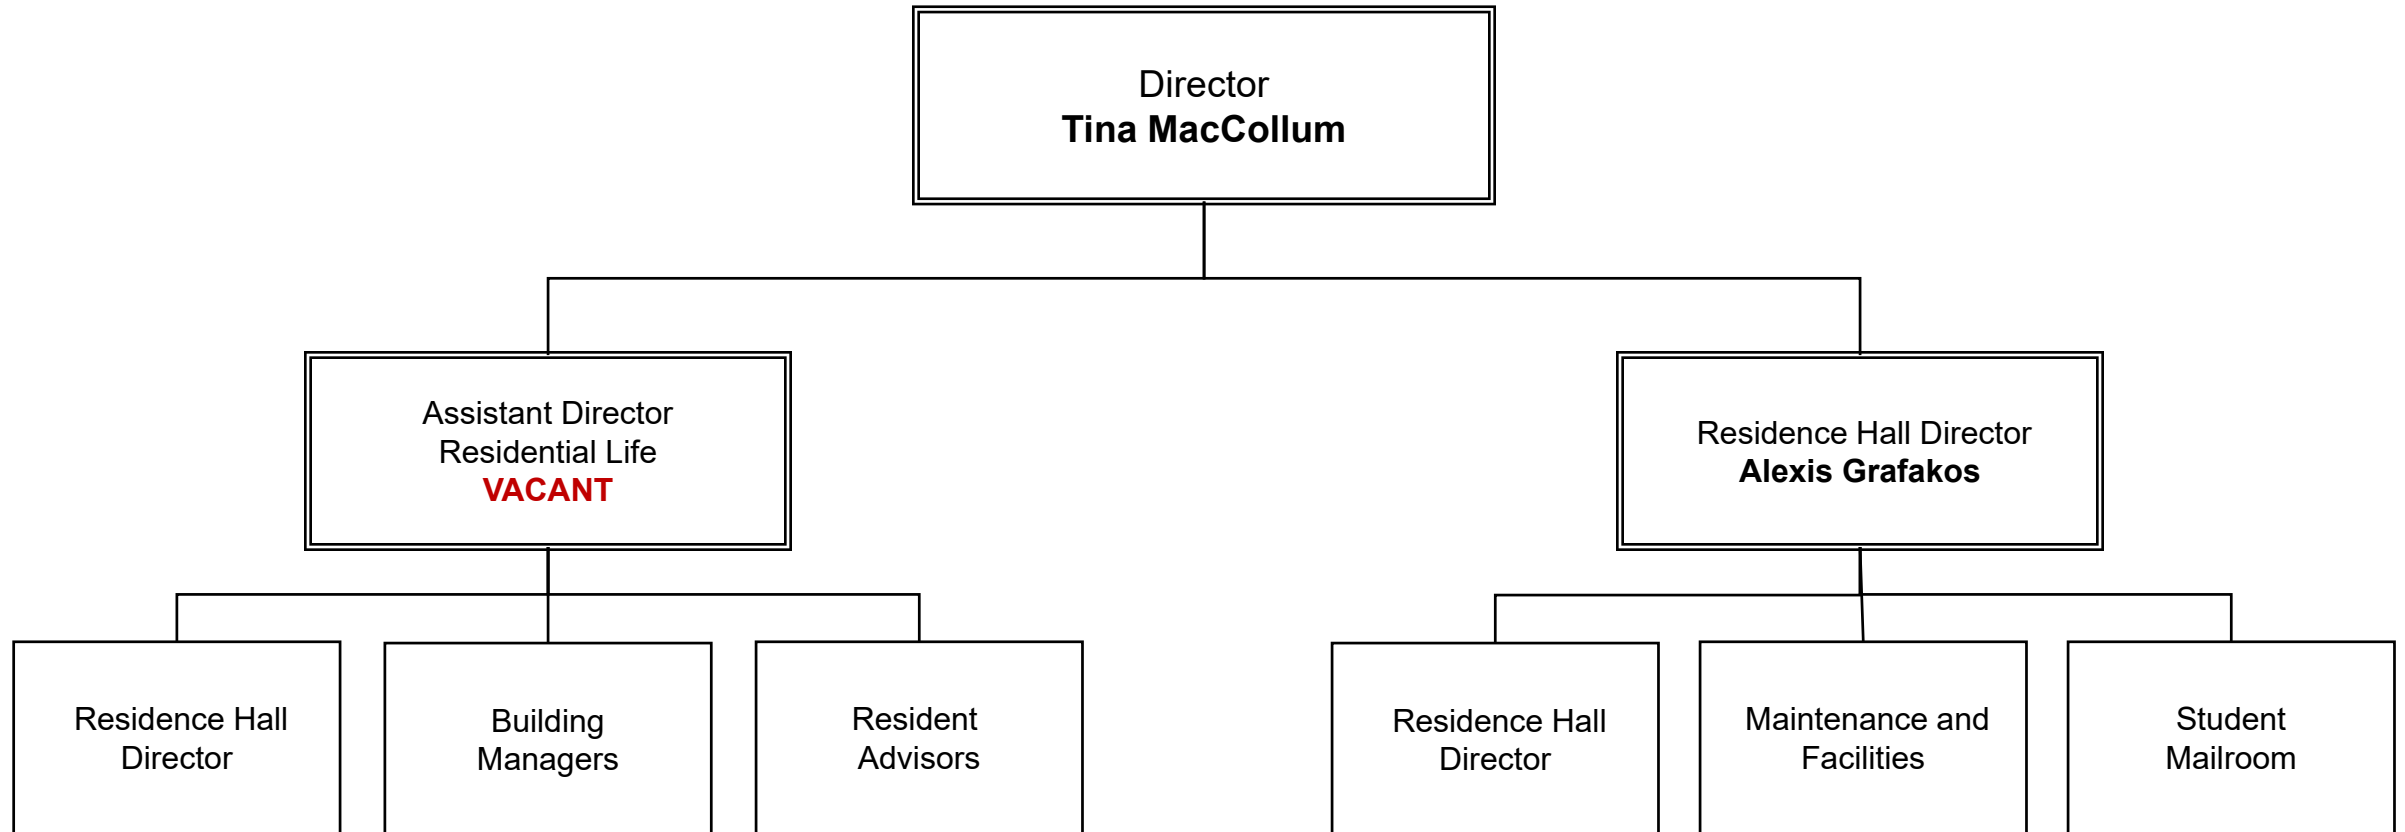 Director
Tina MacCollum
Assistant Director
Residential Life
VACANT
Residence Hall Director
Alexis Grafakos
Residence Hall
Director
Building
Managers
Resident
Advisors
Residence Hall
Director
Maintenance and
Facilities
Student
Mailroom